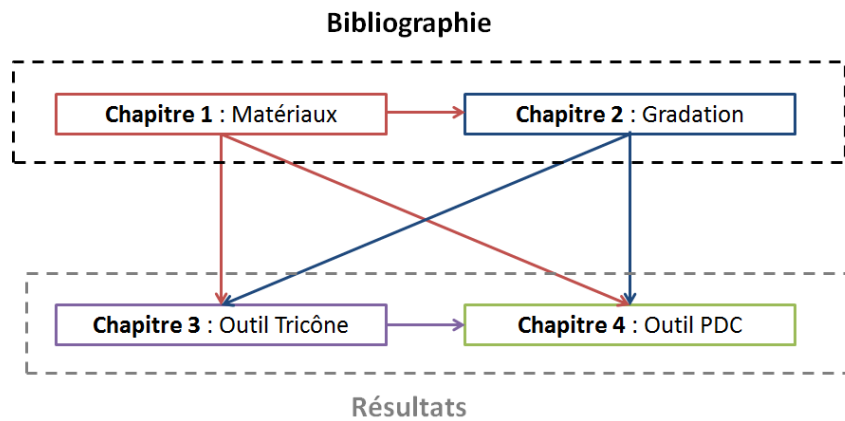 Bibliographie
Chapitre 1 : Matériaux
Chapitre 2 : Gradation
Chapitre 3 : Outil Tricône
Chapitre 4 : Outil PDC
Résultats